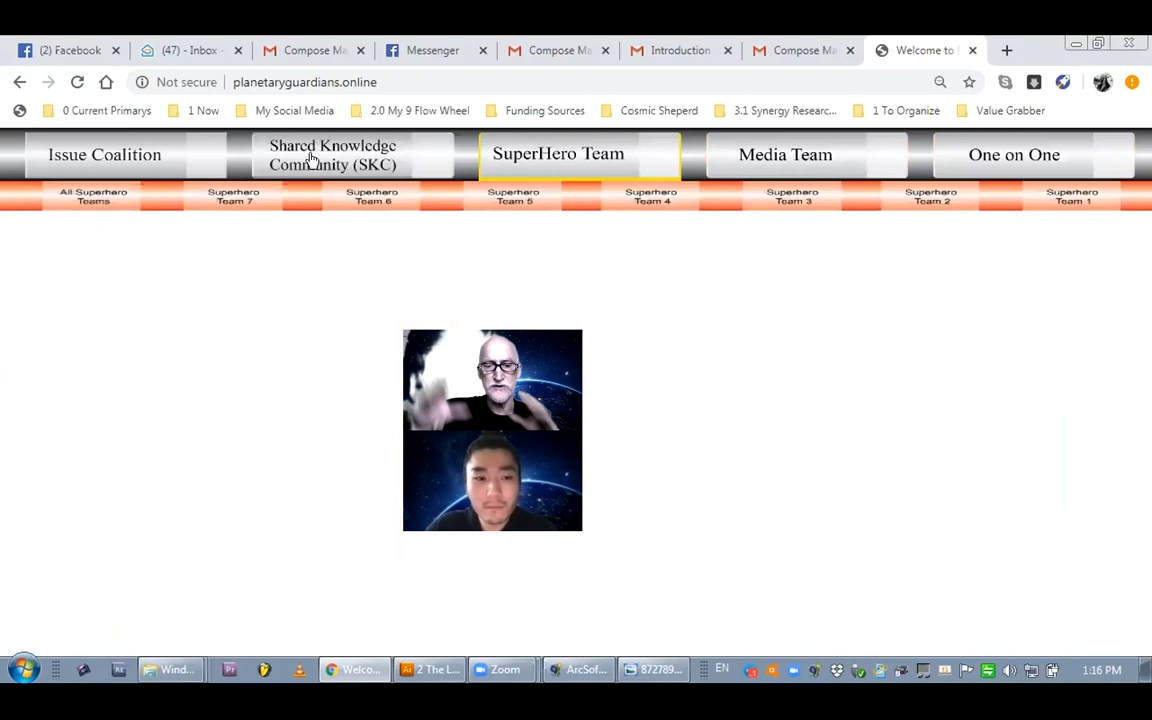 (2) Facebook
(47) - Inbox -
Compose Ma
Messenger
Compose Ma
Introduction
Compose Ma
Welcome to
Not secure
planetaryguardians.online
0 Current Primarys
1 Now
My Social Media
2.0 My 9 Flow Wheel
Funding Sources
Cosmic Sheperd
3.1 Synergy Researc...
1 To Organize
Value Grabber
Issue Coalition
Shared Knowledge
Community (SKC)
SuperHero Team
Media Team
One on One
All Superhero
Teams
Superhero
Team 7
Superhero
Team 6
Superhero
Team 5
Superhero
Team 4
Superhero
Team 3
Superhero
Team 2
Superhero
Team 1
Ae
Wind...
Pr
Welco...
Ai
2 The L...
Zoom
ArcSof...
872789...
EN
1:16 PM